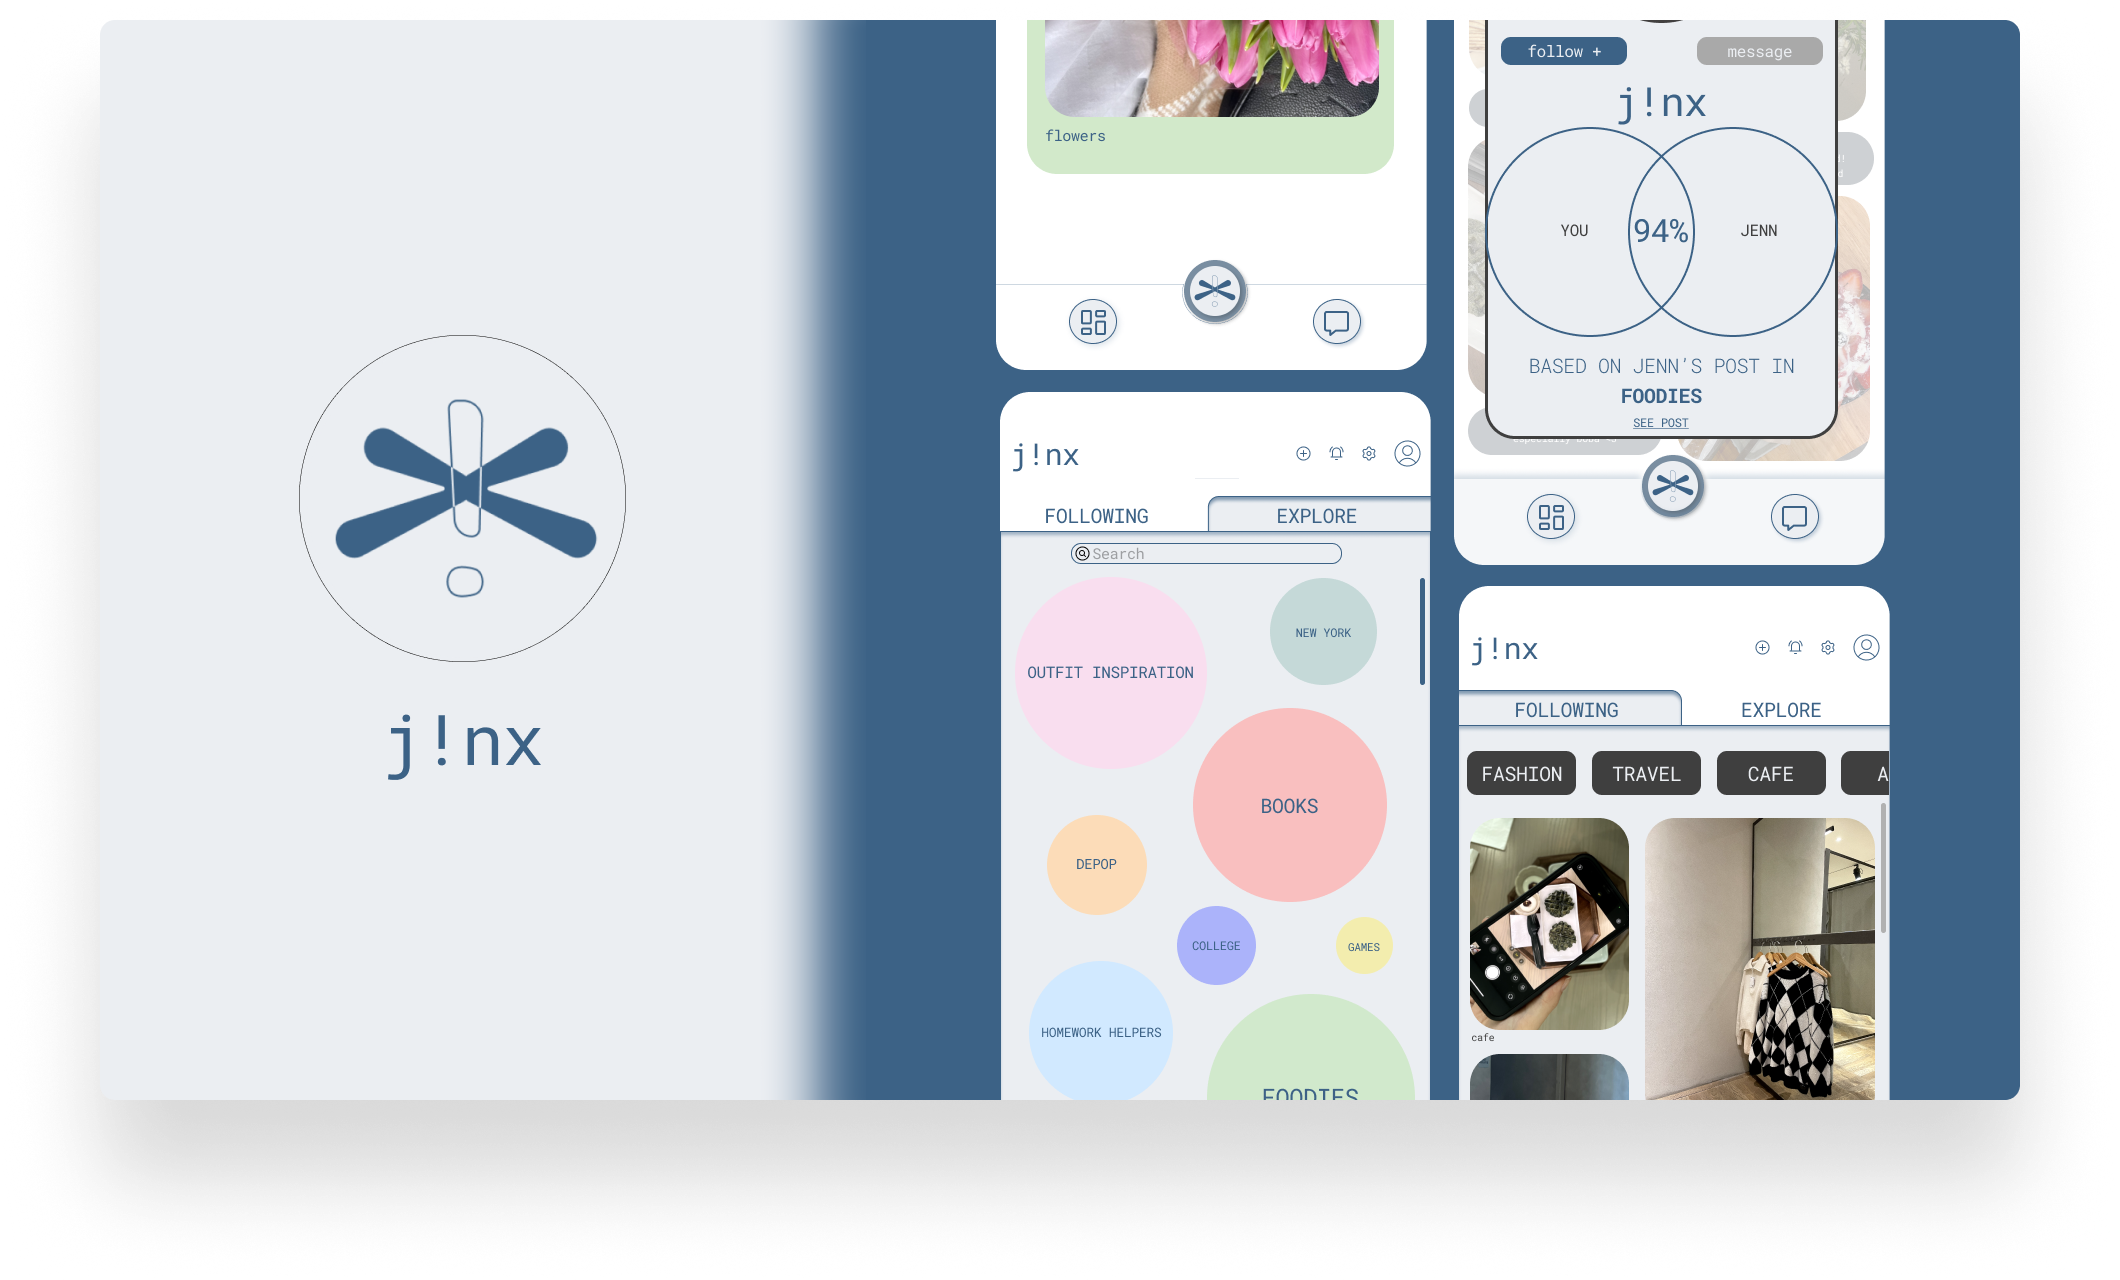 j!nx
flowers
follow +
message
j!nx
YOU
94%
JENN
BASED ON JENN'S POST IN
FOODIES
SEE POST
j!nx
FOLLOWING
EXPLORE
Search
OUTFIT INSPIRATION
NEW YORK
BOOKS
DEPOP
COLLEGE
GAMES
HOMEWORK HELPERS
FOODIES
j!nx
FOLLOWING
EXPLORE
FASHION
TRAVEL
CAFE
A
cafe